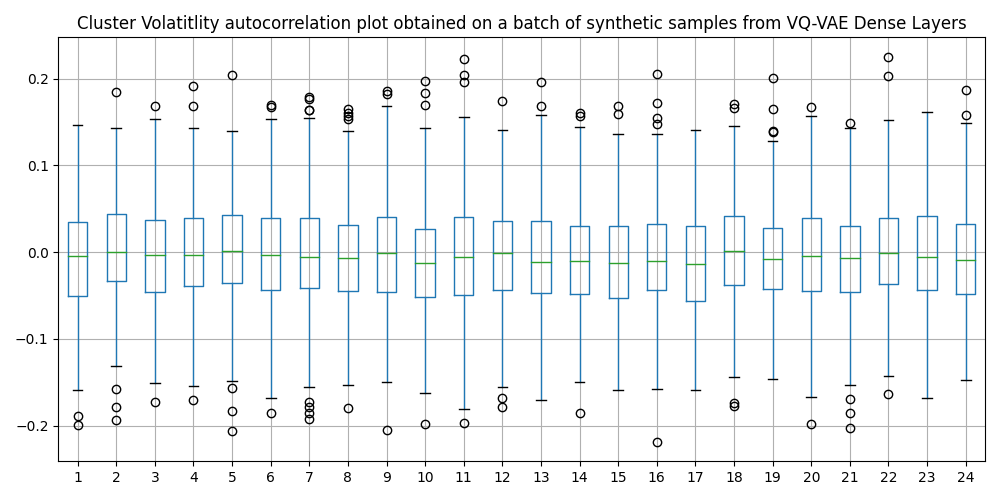 Cluster Volatitlity autocorrelation plot obtained on a batch of synthetic samples from VQ-VAE Dense Layers
0.2
0.1
0.0
−0.1
−0.2
1 2 3 4 5 6 7 8 9 10 11 12 13 14 15 16 17 18 19 20 21 22 23 24